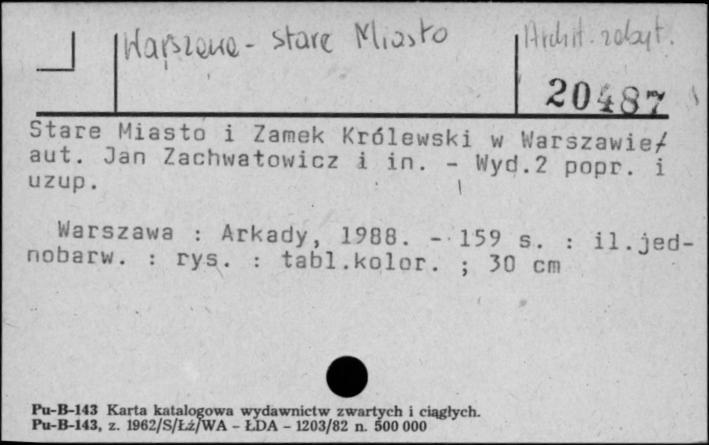 Warszawa - Stare Miasto
Archit. zabyt.
20487
Stare Miasto i Zamek Królewski w Warszawie/
aut. Jan Zachwatowicz i in. - Wyd.2 popr. i
uzup.
Warszawa : Arkady, 1988. - 159 s. : il.jed-
nobarw. : rys. : tabl.kolor. ; 30 cm
Pu-B-143 Karta katalogowa wydawnictw zwartych i ciągłych.
Pu-B-143, z. 1962/S/Łż/WA - ŁDA - 1203/82 n. 500 000